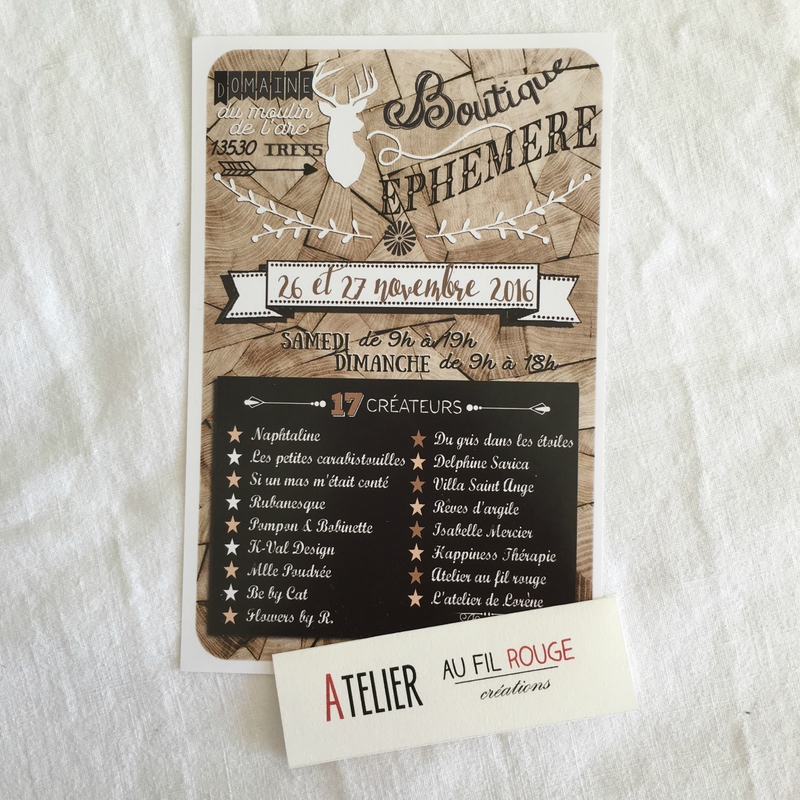 DOMAINE
du moulin
de l'arc
13530 TRETS
Boutique
EPHEMERE
26 et 27 novembre 2016
SAMEDI de 9h à 19h
DIMANCHE de 9h à 18h
17 CRÉATEURS
Naphtaline
Les petites carabistouilles
Si un mas m'était conté
Rubanesque
Pompon & Bobinette
K-Val Design
Mlle Poudrée
Be by Cat
Flowers by R.
Du gris dans les étoiles
Delphine Sarica
Villa Saint Ange
Rêves d'argile
Isabelle Mercier
Happiness Thérapie
Atelier au fil rouge
L'atelier de Lorène
ATELIER AU FIL ROUGE
créations